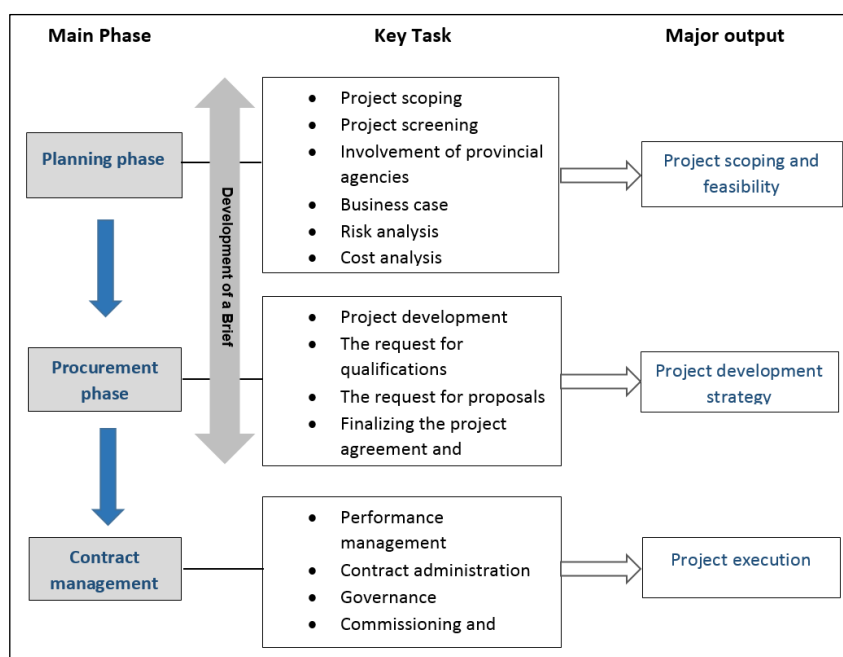 Main Phase
Key Task
Major output
Planning phase
Development of a Brief
• Project scoping
• Project screening
• Involvement of provincial
agencies
• Business case
• Risk analysis
• Cost analysis
Project scoping and
feasibility
Procurement
phase
• Project development
• The request for
qualifications
• The request for proposals
• Finalizing the project
agreement and
Project development
strategy
Contract
management
• Performance
management
• Contract administration
• Governance
• Commissioning and
Project execution